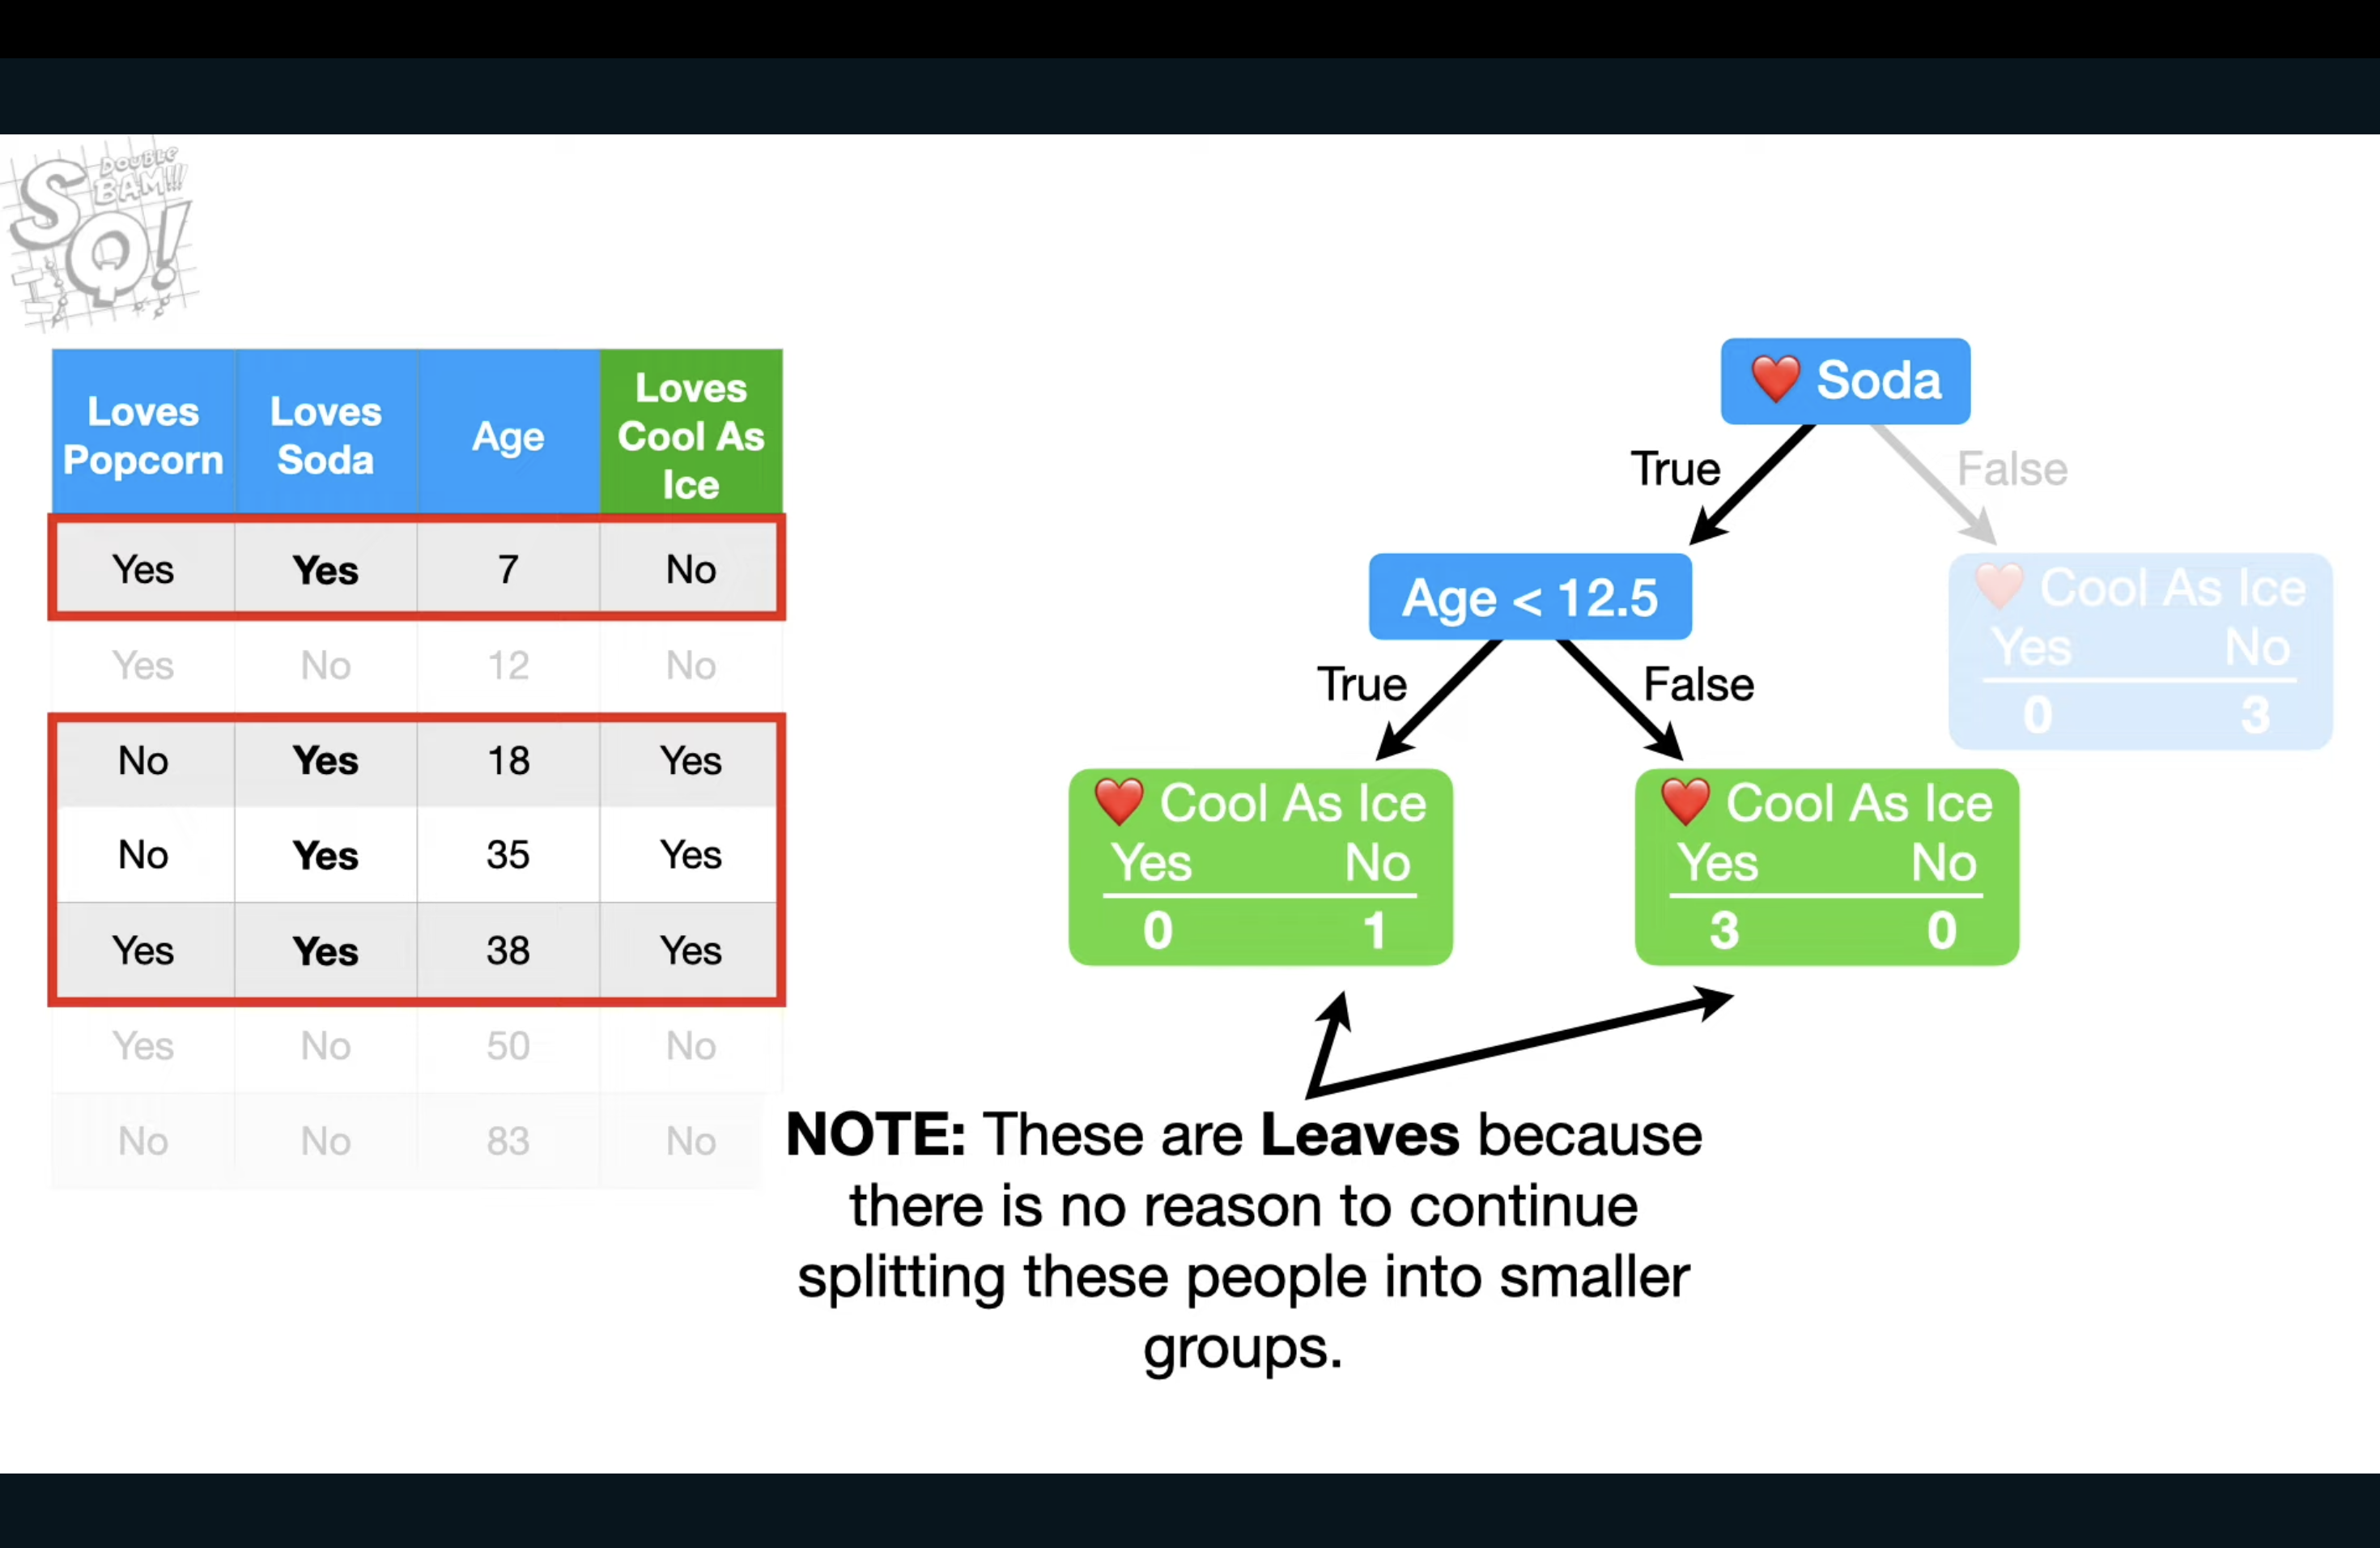 DOUBLE
BAM!!!
SQ!
Loves Popcorn	Loves Soda	Age	Loves Cool As Ice
Yes	Yes	7	No
Yes	No	12	No
No	Yes	18	Yes
No	Yes	35	Yes
Yes	Yes	38	Yes
Yes	No	50	No
No	No	83	No
❤️ Soda
True	False
Age < 12.5
❤️ Cool As Ice
Yes	No
0	3
True	False
❤️ Cool As Ice
Yes	No
0	1
❤️ Cool As Ice
Yes	No
3	0
NOTE: These are Leaves because
there is no reason to continue
splitting these people into smaller
groups.